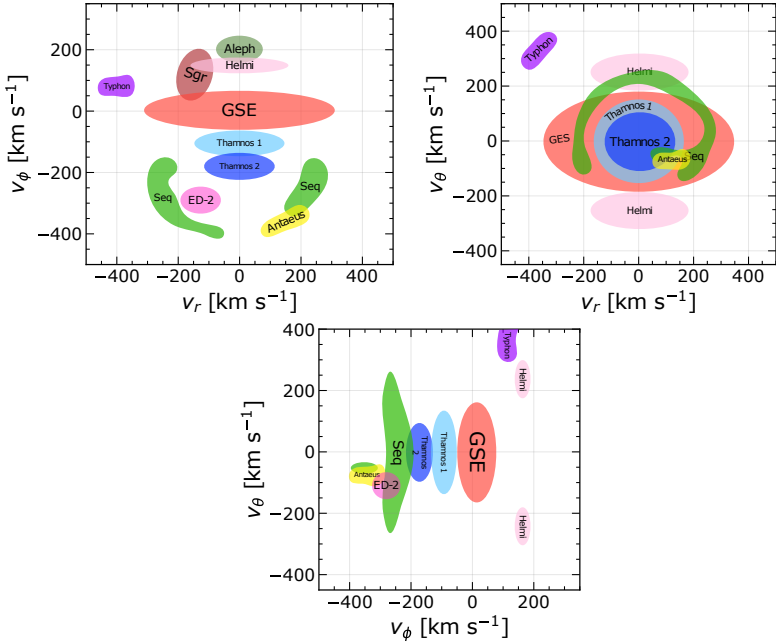 200
0
−200
−400
v_ϕ [km s⁻¹]
Aleph
Helmi
Sgr
Typhon
GSE
Thamnos 1
Thamnos 2
Seq
ED-2
Seq
Antaeus
−400 −200 0 200 400
v_r [km s⁻¹]
400
200
0
−200
−400
v_θ [km s⁻¹]
Typhon
Helmi
Thamnos 1
GES
Thamnos 2
Seq
Antaeus
Helmi
−400 −200 0 200 400
v_r [km s⁻¹]
400
200
0
−200
−400
v_θ [km s⁻¹]
Typhon
Helmi
Seq
Thamnos
2
Thamnos 1
GSE
Antaeus
ED-2
Helmi
−400 −200 0 200
v_ϕ [km s⁻¹]